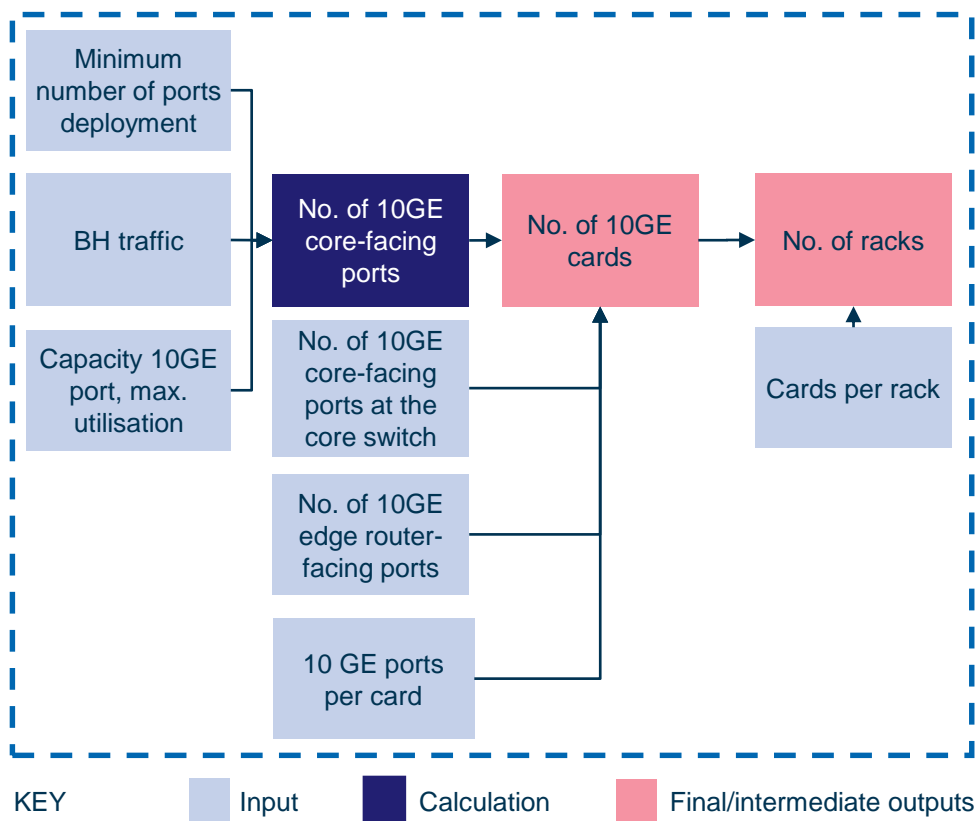 Minimum
number of ports
deployment
BH traffic
Capacity 10GE
port, max.
utilisation
No. of 10GE
core-facing
ports
No. of 10GE
cards
No. of racks
No. of 10GE
core-facing
ports at the
core switch
Cards per rack
No. of 10GE
edge router-
facing ports
10 GE ports
per card
KEY
Input
Calculation
Final/intermediate outputs